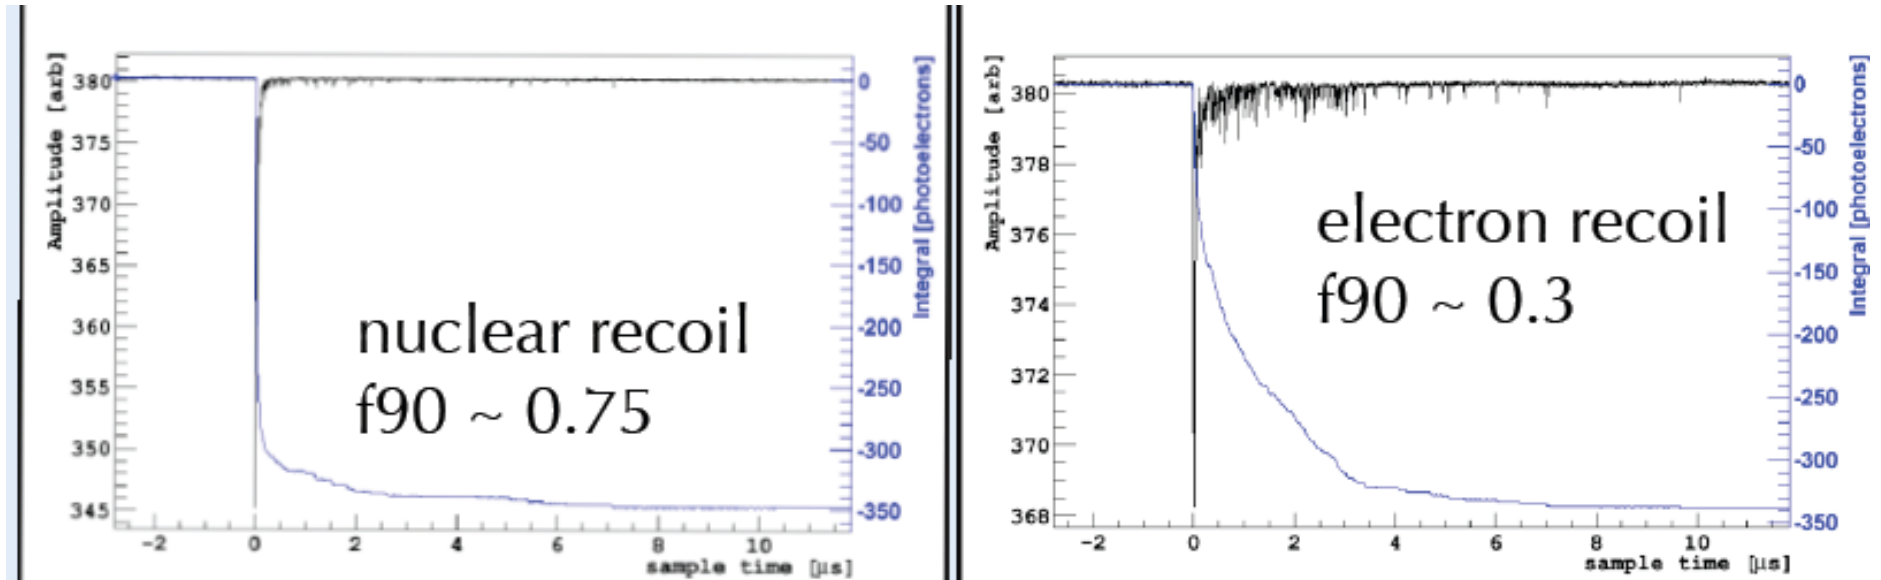 Amplitude [arb]
380
375
370
365
360
355
350
345
nuclear recoil
f90 ~ 0.75
0
-50
-100
-150
-200
-250
-300
-350
Integral [photoelectrons]
-2 0 2 4 6 8 10
sample time [µs]
Amplitude [arb]
380
378
376
374
372
370
368
electron recoil
f90 ~ 0.3
0
-50
-100
-150
-200
-250
-300
-350
Integral [photoelectrons]
-2 0 2 4 6 8 10
sample time [µs]